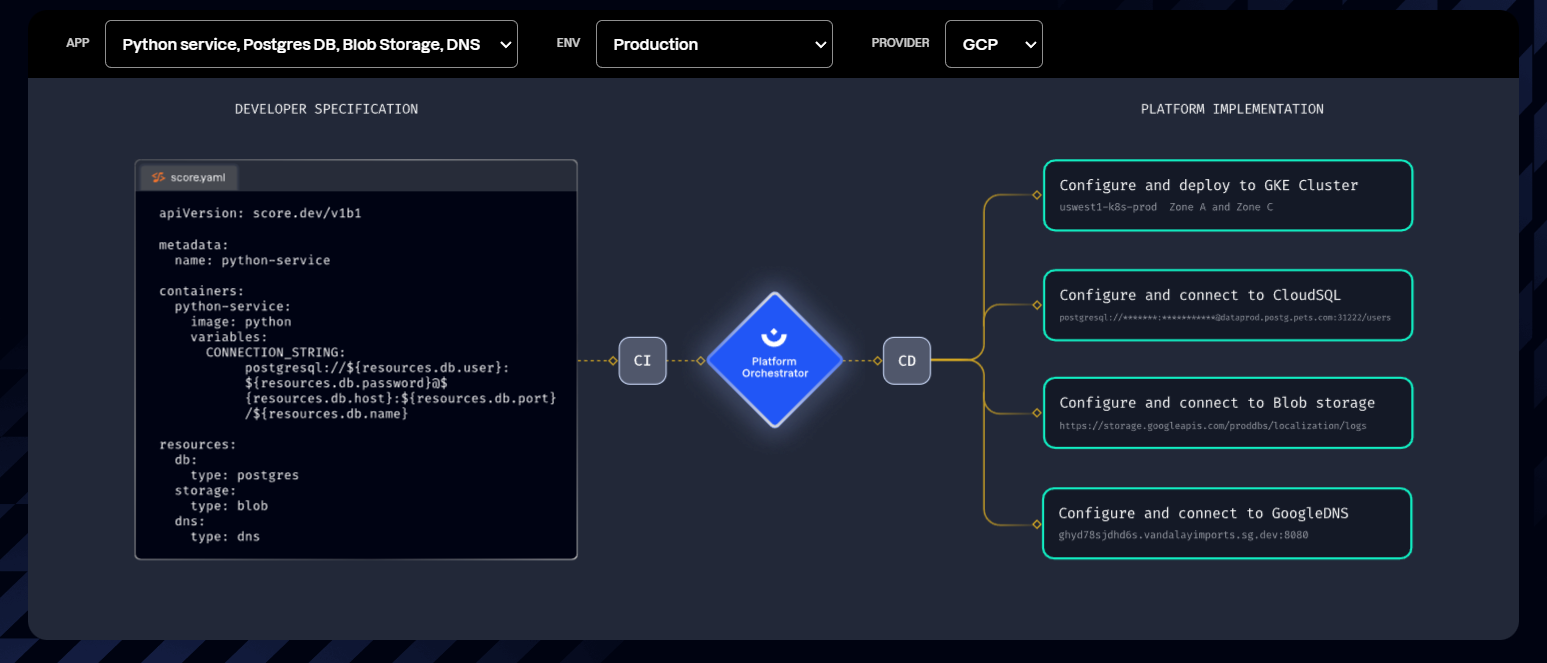 APP
Python service, Postgres DB, Blob Storage, DNS
ENV
Production
PROVIDER
GCP
DEVELOPER SPECIFICATION
score.yaml
apiVersion: score.dev/v1b1
metadata:
name: python-service
containers:
python-service:
image: python
variables:
CONNECTION_STRING:
postgresql://${resources.db.user}:
${resources.db.password}@$
{resources.db.host}:${resources.db.port}
/${resources.db.name}
resources:
db:
type: postgres
storage:
type: blob
dns:
type: dns
CI
Platform
Orchestrator
CD
PLATFORM IMPLEMENTATION
Configure and deploy to GKE Cluster
uswest1-k8s-prod Zone A and Zone C
Configure and connect to CloudSQL
postgresql://*******:***********@dataprod.postg.pets.com:31222/users
Configure and connect to Blob storage
https://storage.googleapis.com/proddbs/localization/logs
Configure and connect to GoogleDNS
ghyd78sjdhd6s.vandalayimports.sg.dev:8080